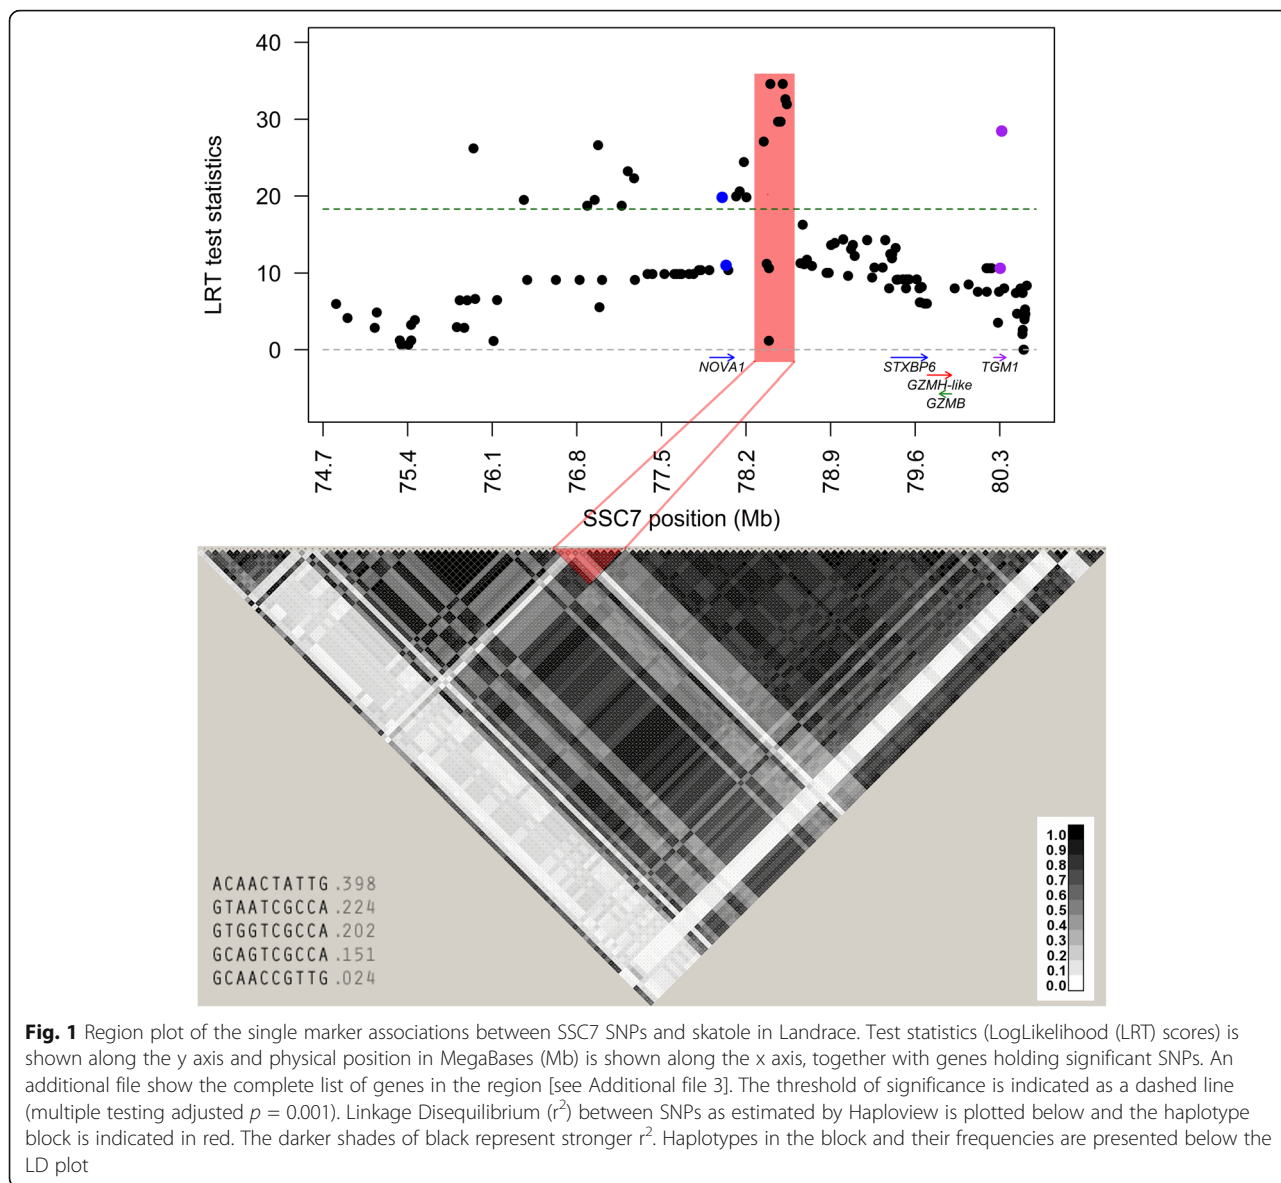 40
30
20
10
0
LRT test statistics
NOVA1
STXBP6
TGM1
GZMH-like
GZMB
74.7
75.4
76.1
76.8
77.5
78.2
78.9
79.6
80.3
SSC7 position (Mb)
ACAACTATTG .398
GTAATCGCCA .224
GTGGTCGCCA .202
GCAGTCGCCA .151
GCAACCGTTG .024
1.0
0.9
0.8
0.7
0.6
0.5
0.4
0.3
0.2
0.1
0.0
Fig. 1 Region plot of the single marker associations between SSC7 SNPs and skatole in Landrace. Test statistics (LogLikelihood (LRT) scores) is
shown along the y axis and physical position in MegaBases (Mb) is shown along the x axis, together with genes holding significant SNPs. An
additional file show the complete list of genes in the region [see Additional file 3]. The threshold of significance is indicated as a dashed line
(multiple testing adjusted p = 0.001). Linkage Disequilibrium (r²) between SNPs as estimated by Haploview is plotted below and the haplotype
block is indicated in red. The darker shades of black represent stronger r². Haplotypes in the block and their frequencies are presented below the
LD plot